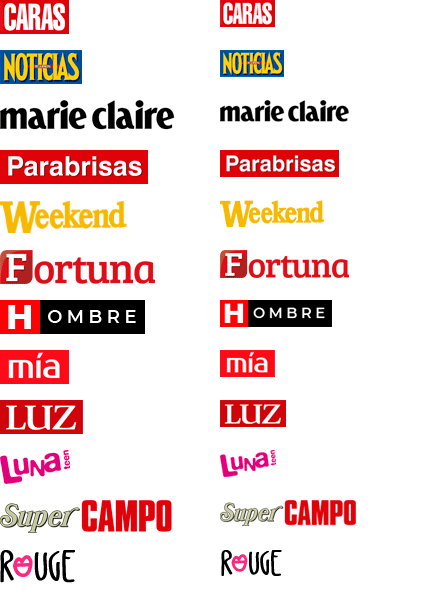 CARAS CARAS
NOTICIAS NOTICIAS
marie claire marie claire
Parabrisas Parabrisas
Weekend Weekend
Fortuna Fortuna
HOMBRE HOMBRE
mía mía
LUZ LUZ
LUNA teen LUNA teen
Super CAMPO Super CAMPO
ROUGE ROUGE